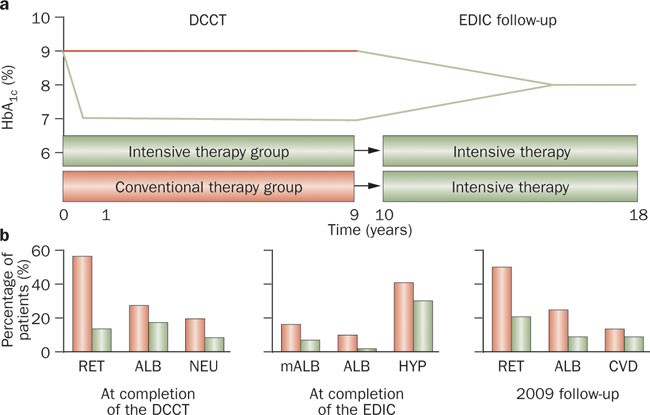 a
DCCT
EDIC follow-up
HbA1c (%)
10
9
8
7
6
Intensive therapy group
Intensive therapy
Conventional therapy group
Intensive therapy
0
1
9
10
18
Time (years)
b
Percentage of
patients (%)
60
40
20
0
RET
ALB
NEU
At completion
of the DCCT
mALB
ALB
HYP
At completion
of the EDIC
RET
ALB
CVD
2009 follow-up